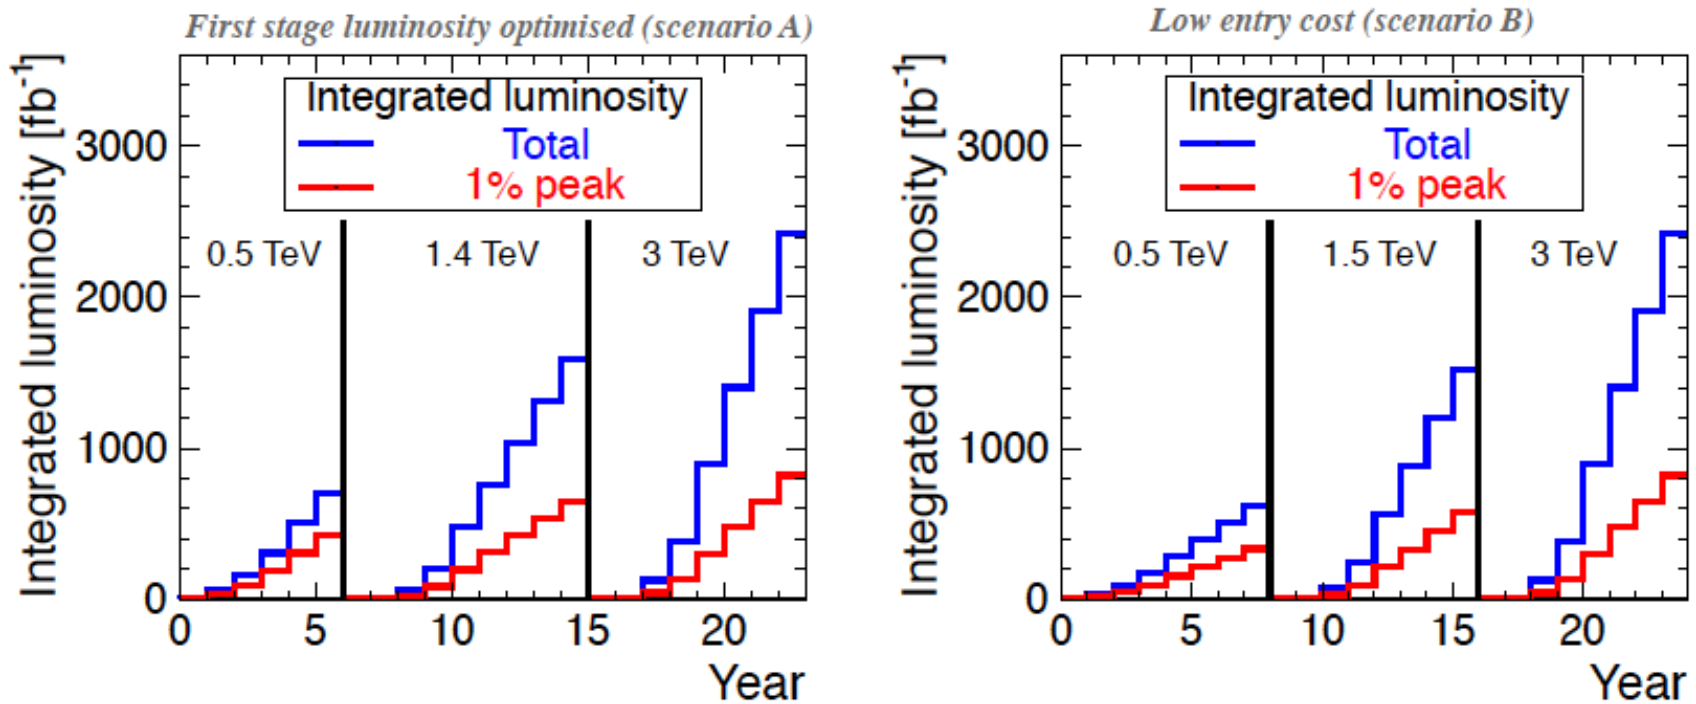 First stage luminosity optimised (scenario A)
Integrated luminosity [fb⁻¹]
Integrated luminosity
Total
1% peak
3000
2000
1000
0
0.5 TeV
1.4 TeV
3 TeV
0 5 10 15 20
Year
Low entry cost (scenario B)
Integrated luminosity [fb⁻¹]
Integrated luminosity
Total
1% peak
3000
2000
1000
0
0.5 TeV
1.5 TeV
3 TeV
0 5 10 15 20
Year